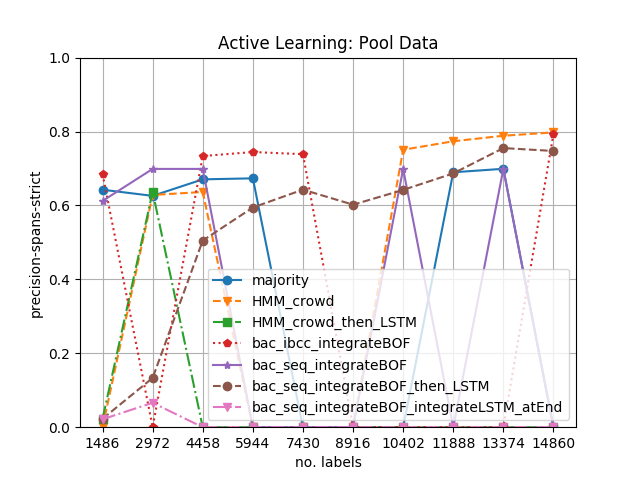 Active Learning: Pool Data
precision-spans-strict
1.0
0.8
0.6
0.4
0.2
0.0
majority
HMM_crowd
HMM_crowd_then_LSTM
bac_ibcc_integrateBOF
bac_seq_integrateBOF
bac_seq_integrateBOF_then_LSTM
bac_seq_integrateBOF_integrateLSTM_atEnd
1486 2972 4458 5944 7430 8916 10402 11888 13374 14860
no. labels